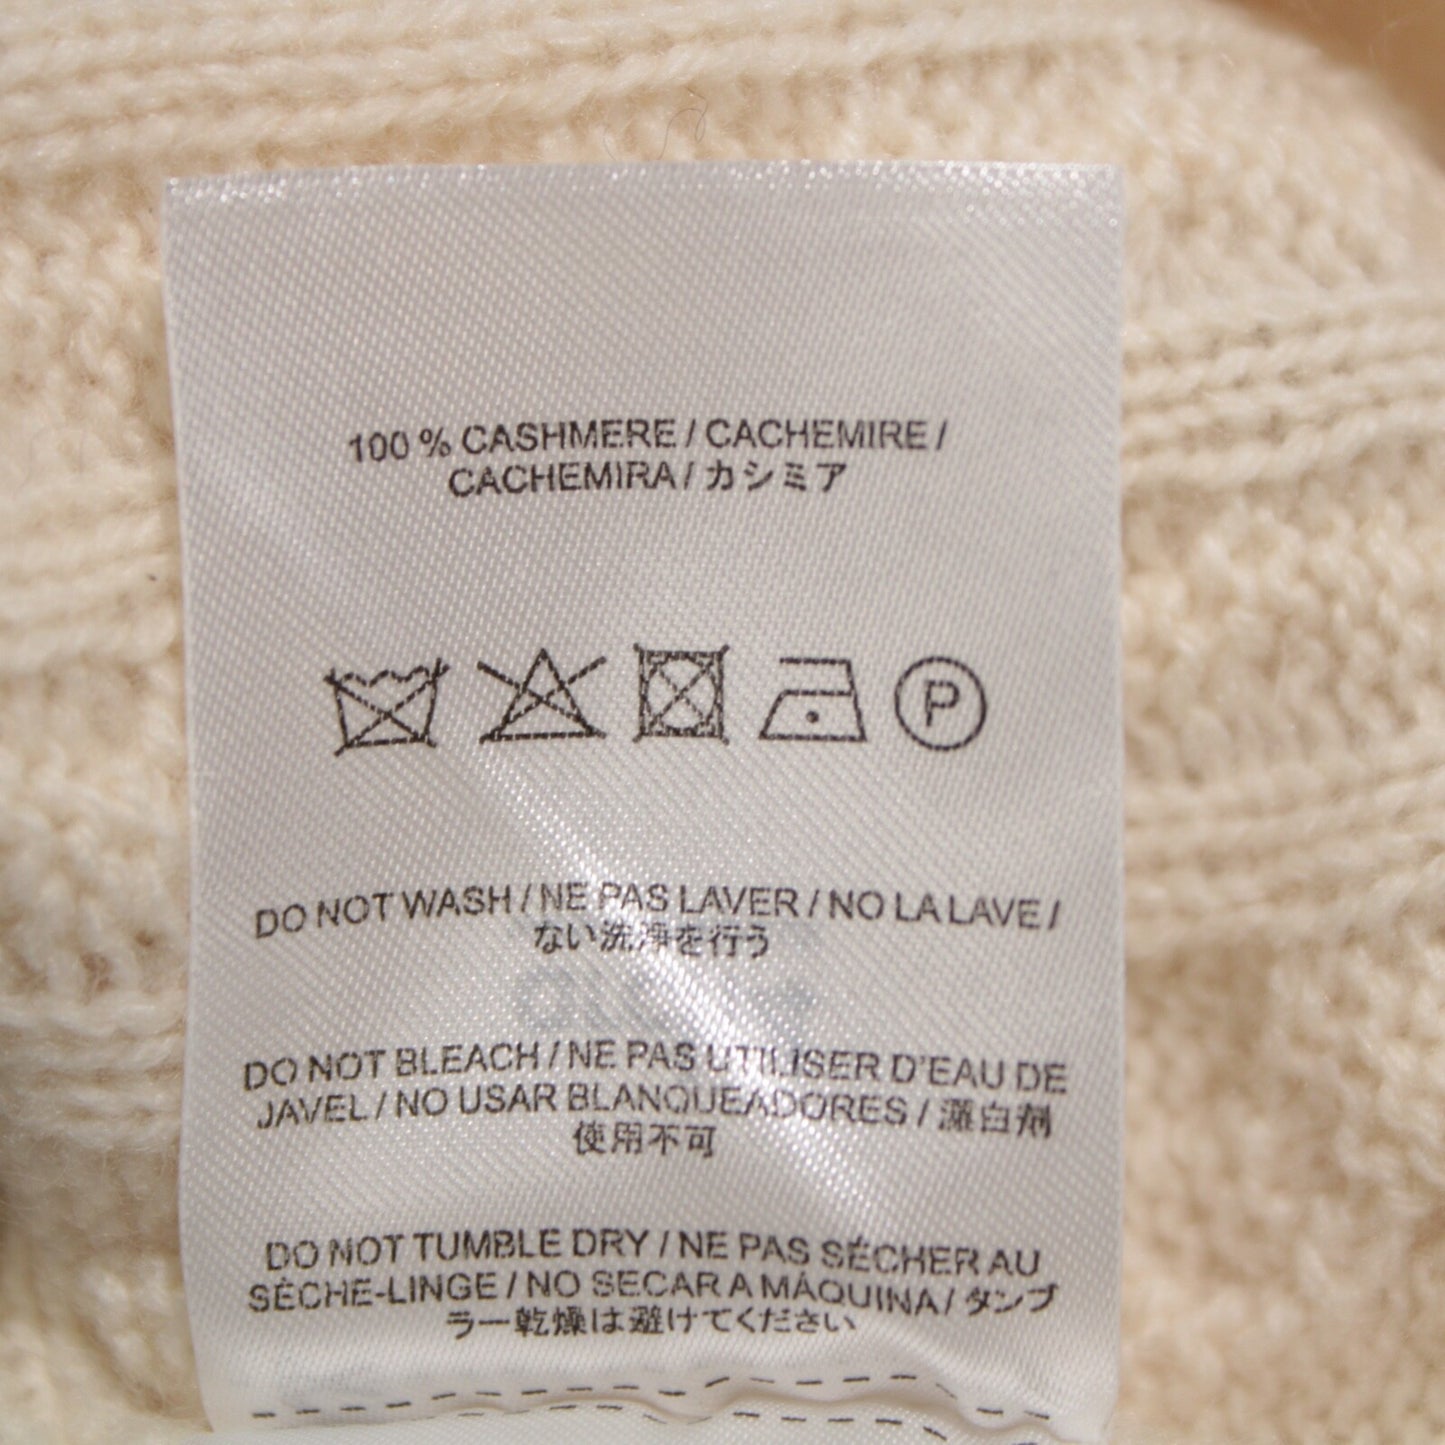 100 % CASHMERE / CACHEMIRE /
CACHEMIRA / カシミア
P
DO NOT WASH / NE PAS LAVER / NO LA LAVE /
ない洗浄を行う
DO NOT BLEACH / NE PAS UTILISER D'EAU DE
JAVEL / NO USAR BLANQUEADORES / 漂白剤
使用不可
DO NOT TUMBLE DRY / NE PAS SÉCHER AU
SÈCHE-LINGE / NO SECAR A MÁQUINA / タンブ
ラー乾燥は避けてください